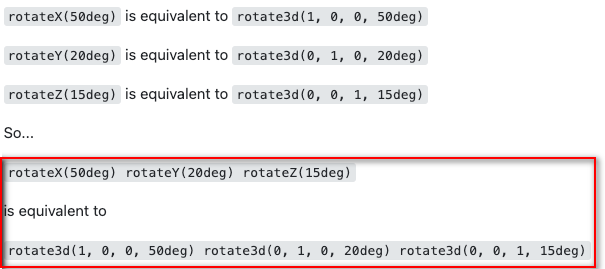 rotateX(50deg) is equivalent to rotate3d(1, 0, 0, 50deg)
rotateY(20deg) is equivalent to rotate3d(0, 1, 0, 20deg)
rotateZ(15deg) is equivalent to rotate3d(0, 0, 1, 15deg)
So...
rotateX(50deg) rotateY(20deg) rotateZ(15deg)
is equivalent to
rotate3d(1, 0, 0, 50deg) rotate3d(0, 1, 0, 20deg) rotate3d(0, 0, 1, 15deg)